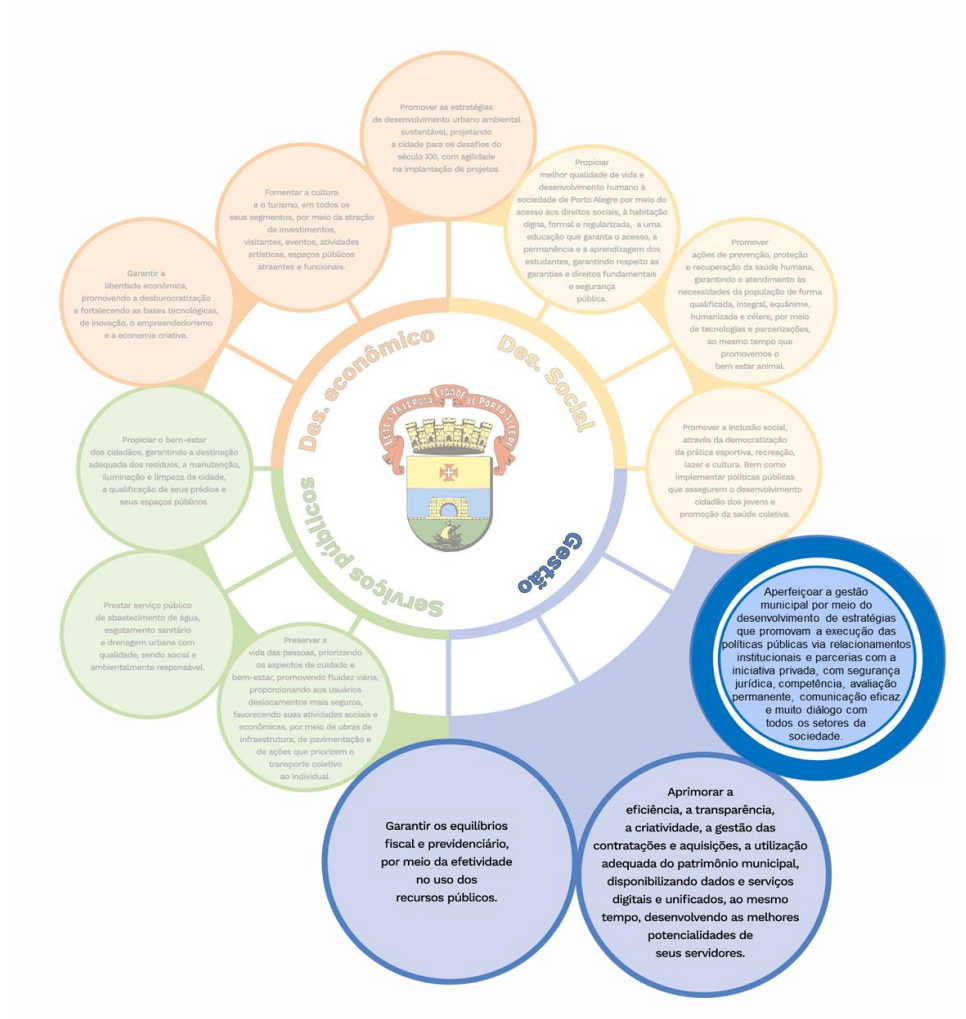 Promover as estratégias
de desenvolvimento urbano ambiental
sustentável, projetando
a cidade para os desafios do
século XXI, com agilidade
na implantação de projetos.
Propiciar
melhor qualidade de vida e
desenvolvimento humano à
sociedade de Porto Alegre por meio do
acesso aos direitos sociais, à habitação
digna, formal e regularizada, a uma
educação que garanta o acesso, a
permanência e a aprendizagem dos
estudantes, garantindo respeito as
garantias e direitos fundamentais
e segurança
pública.
Promover
ações de prevenção, proteção
e recuperação da saúde humana,
garantindo o atendimento às
necessidades da população de forma
qualificada, integral, equânime,
humanizada e célere, por meio
de tecnologias e parcerizações,
ao mesmo tempo que
promovemos o
bem estar animal.
Promover a inclusão social,
através da democratização
da prática esportiva, recreação,
lazer e cultura. Bem como
implementar políticas públicas
que assegurem o desenvolvimento
cidadão dos jovens e
promoção da saúde coletiva.
Aperfeiçoar a gestão
municipal por meio do
desenvolvimento de estratégias
que promovam a execução das
políticas públicas via relacionamentos
institucionais e parcerias com a
iniciativa privada, com segurança
jurídica, competência, avaliação
permanente, comunicação eficaz
e muito diálogo com
todos os setores da
sociedade.
Aprimorar a
eficiência, a transparência,
a criatividade, a gestão das
contratações e aquisições, a utilização
adequada do patrimônio municipal,
disponibilizando dados e serviços
digitais e unificados, ao mesmo
tempo, desenvolvendo as melhores
potencialidades de
seus servidores.
Garantir os equilíbrios
fiscal e previdenciário,
por meio da efetividade
no uso dos
recursos públicos.
Preservar a
vida das pessoas, priorizando
os aspectos de cuidado e
bem-estar, promovendo fluidez viária,
proporcionando aos usuários
deslocamentos mais seguros,
favorecendo suas atividades sociais e
econômicas, por meio de obras de
infraestrutura, de pavimentação e
de ações que priorizem o
transporte coletivo
ao individual.
Prestar serviço público
de abastecimento de água,
esgotamento sanitário
e drenagem urbana com
qualidade, sendo social e
ambientalmente responsável.
Propiciar o bem-estar
dos cidadãos, garantindo a destinação
adequada dos resíduos, a manutenção,
iluminação e limpeza da cidade,
a qualificação de seus prédios e
seus espaços públicos.
Garantir a
liberdade econômica,
promovendo a desburocratização
e fortalecendo as bases tecnológicas,
de inovação, o empreendedorismo
e a economia criativa.
Fomentar a cultura
e o turismo, em todos os
seus segmentos, por meio da atração
de investimentos,
visitantes, eventos, atividades
artísticas, espaços públicos
atraentes e funcionais.
Des. econômico
Des. Social
Gestão
Serviços públicos
LEAL E VALEROSA CIDADE DE PORTO ALEGRE